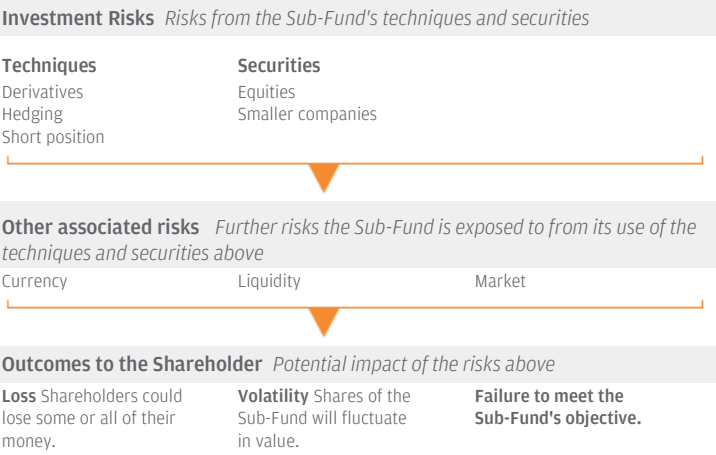 Investment Risks Risks from the Sub-Fund's techniques and securities
Techniques
Derivatives
Hedging
Short position
Securities
Equities
Smaller companies
Other associated risks Further risks the Sub-Fund is exposed to from its use of the
techniques and securities above
Currency
Liquidity
Market
Outcomes to the Shareholder Potential impact of the risks above
Loss Shareholders could
lose some or all of their
money.
Volatility Shares of the
Sub-Fund will fluctuate
in value.
Failure to meet the
Sub-Fund's objective.